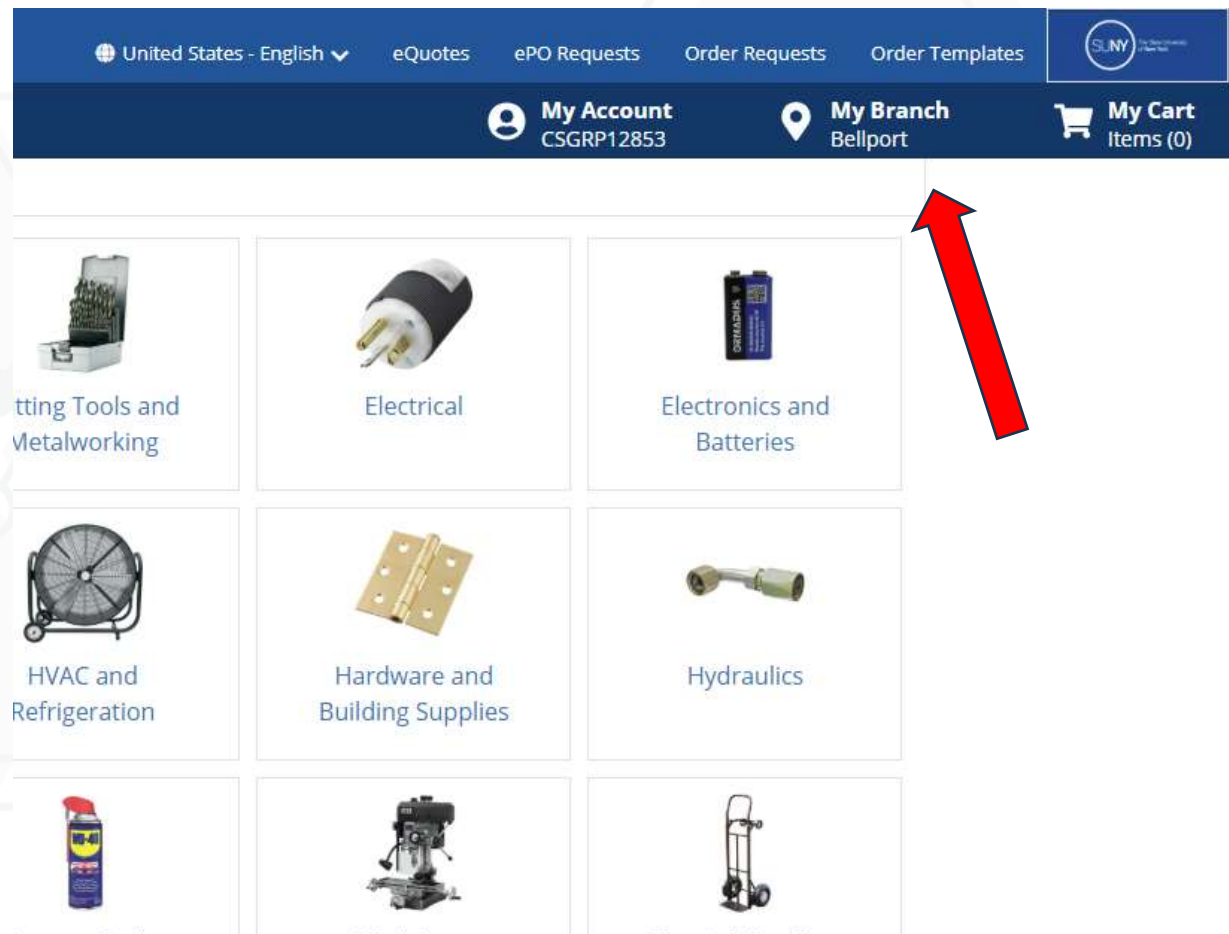 United States - English
eQuotes
ePO Requests
Order Requests
Order Templates
SUNY
My Account
CSGRP12853
My Branch
Bellport
My Cart
Items (0)
tting Tools and
Metalworking
Electrical
ORMADUS
Electronics and
Batteries
HVAC and
Refrigeration
Hardware and
Building Supplies
Hydraulics